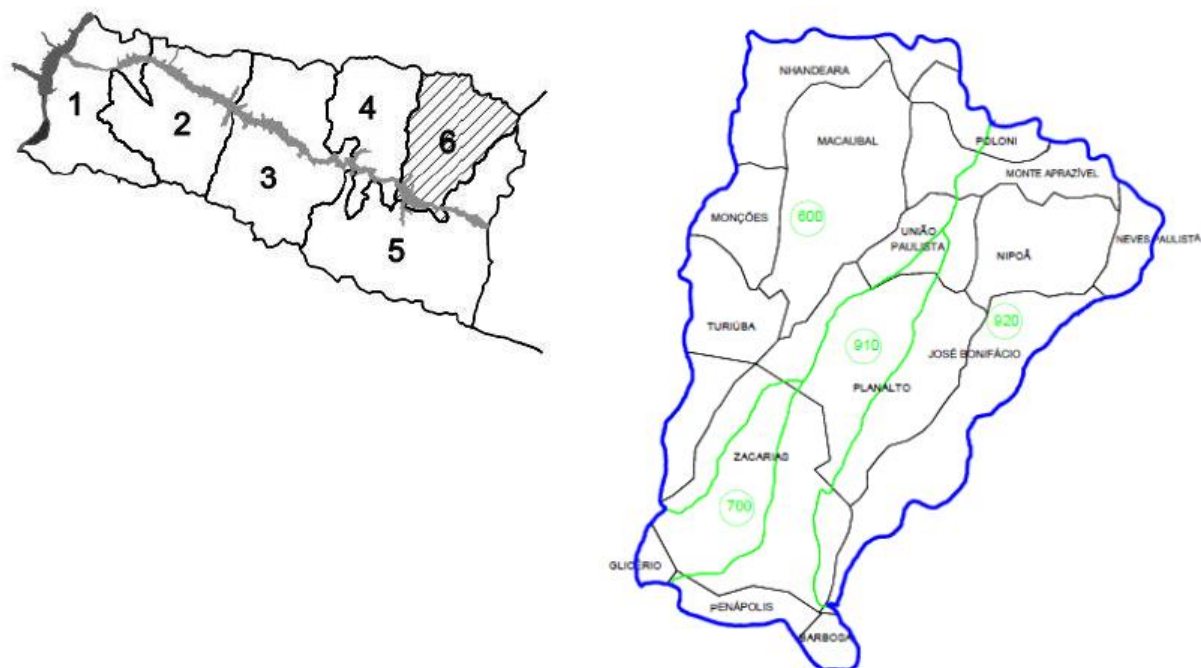 1
2
3
4
5
6
NHANDEARA
MACAUBAL
POLONI
MONTE APRAZÍVEL
MONÇÕES
600
UNIÃO
PAULISTA
NIPOÃ
NEVES PAULISTA
TURIÚBA
910
920
JOSÉ BONIFÁCIO
PLANALTO
ZACARIAS
700
GLICÉRIO
PENÁPOLIS
BARBOSA